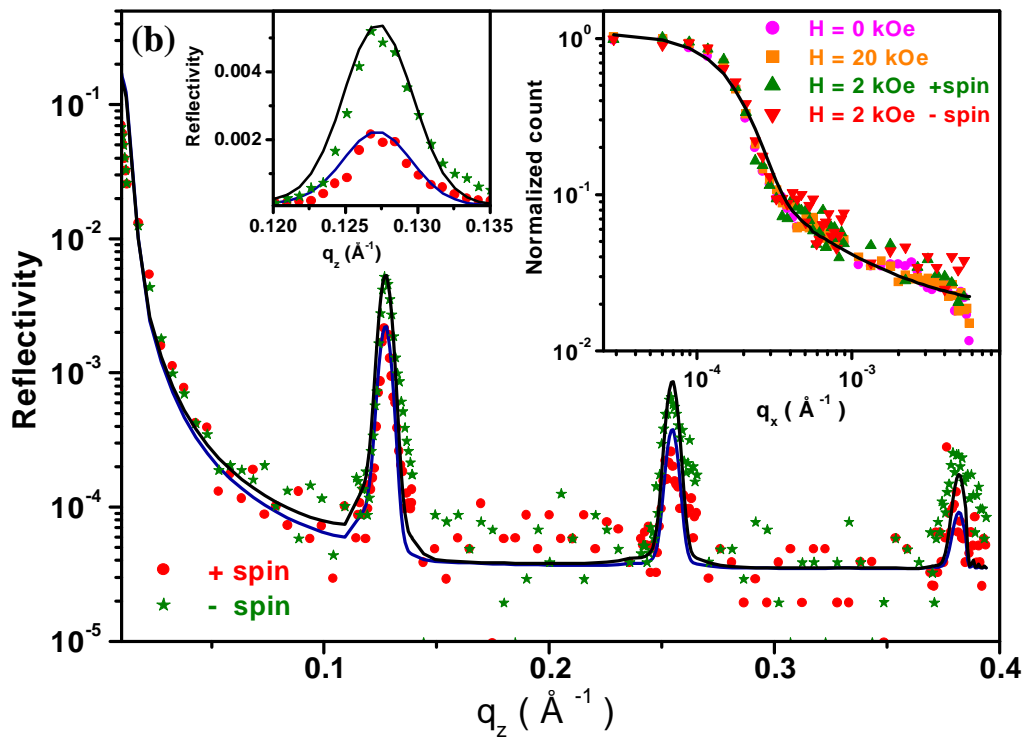 (b)
Reflectivity
10⁻¹
10⁻²
10⁻³
10⁻⁴
10⁻⁵
0.1
0.2
0.3
0.4
q_z ( Å ⁻¹ )
+ spin
- spin
Reflectivity
0.004
0.002
0.120
0.125
0.130
0.135
q_z (Å⁻¹)
Normalized count
10⁰
10⁻¹
10⁻²
10⁻⁴
10⁻³
q_x ( Å ⁻¹ )
H = 0 kOe
H = 20 kOe
H = 2 kOe +spin
H = 2 kOe - spin